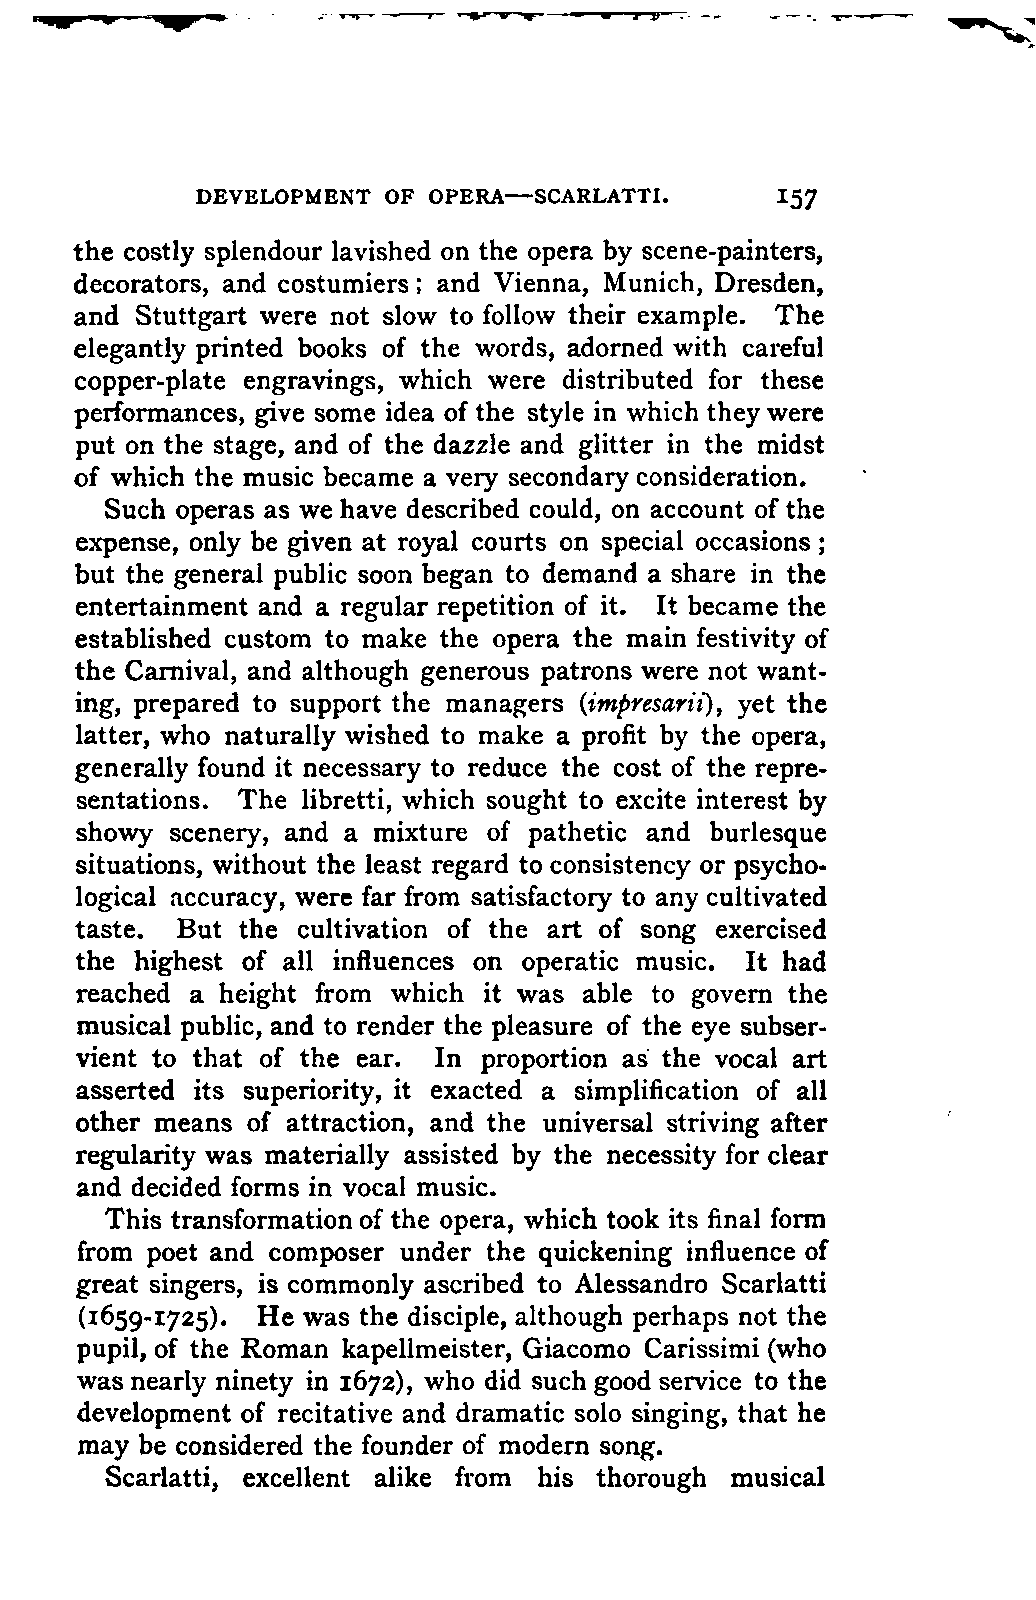 DEVELOPMENT OF OPERA—SCARLATTI. 157
the costly splendour lavished on the opera by scene-painters,
decorators, and costumiers; and Vienna, Munich, Dresden,
and Stuttgart were not slow to follow their example. The
elegantly printed books of the words, adorned with careful
copper-plate engravings, which were distributed for these
performances, give some idea of the style in which they were
put on the stage, and of the dazzle and glitter in the midst
of which the music became a very secondary consideration.
Such operas as we have described could, on account of the
expense, only be given at royal courts on special occasions;
but the general public soon began to demand a share in the
entertainment and a regular repetition of it. It became the
established custom to make the opera the main festivity of
the Carnival, and although generous patrons were not want-
ing, prepared to support the managers (impresarii), yet the
latter, who naturally wished to make a profit by the opera,
generally found it necessary to reduce the cost of the repre-
sentations. The libretti, which sought to excite interest by
showy scenery, and a mixture of pathetic and burlesque
situations, without the least regard to consistency or psycho-
logical accuracy, were far from satisfactory to any cultivated
taste. But the cultivation of the art of song exercised
the highest of all influences on operatic music. It had
reached a height from which it was able to govern the
musical public, and to render the pleasure of the eye subser-
vient to that of the ear. In proportion as the vocal art
asserted its superiority, it exacted a simplification of all
other means of attraction, and the universal striving after
regularity was materially assisted by the necessity for clear
and decided forms in vocal music.
This transformation of the opera, which took its final form
from poet and composer under the quickening influence of
great singers, is commonly ascribed to Alessandro Scarlatti
(1659-1725). He was the disciple, although perhaps not the
pupil, of the Roman kapellmeister, Giacomo Carissimi (who
was nearly ninety in 1672), who did such good service to the
development of recitative and dramatic solo singing, that he
may be considered the founder of modern song.
Scarlatti, excellent alike from his thorough musical